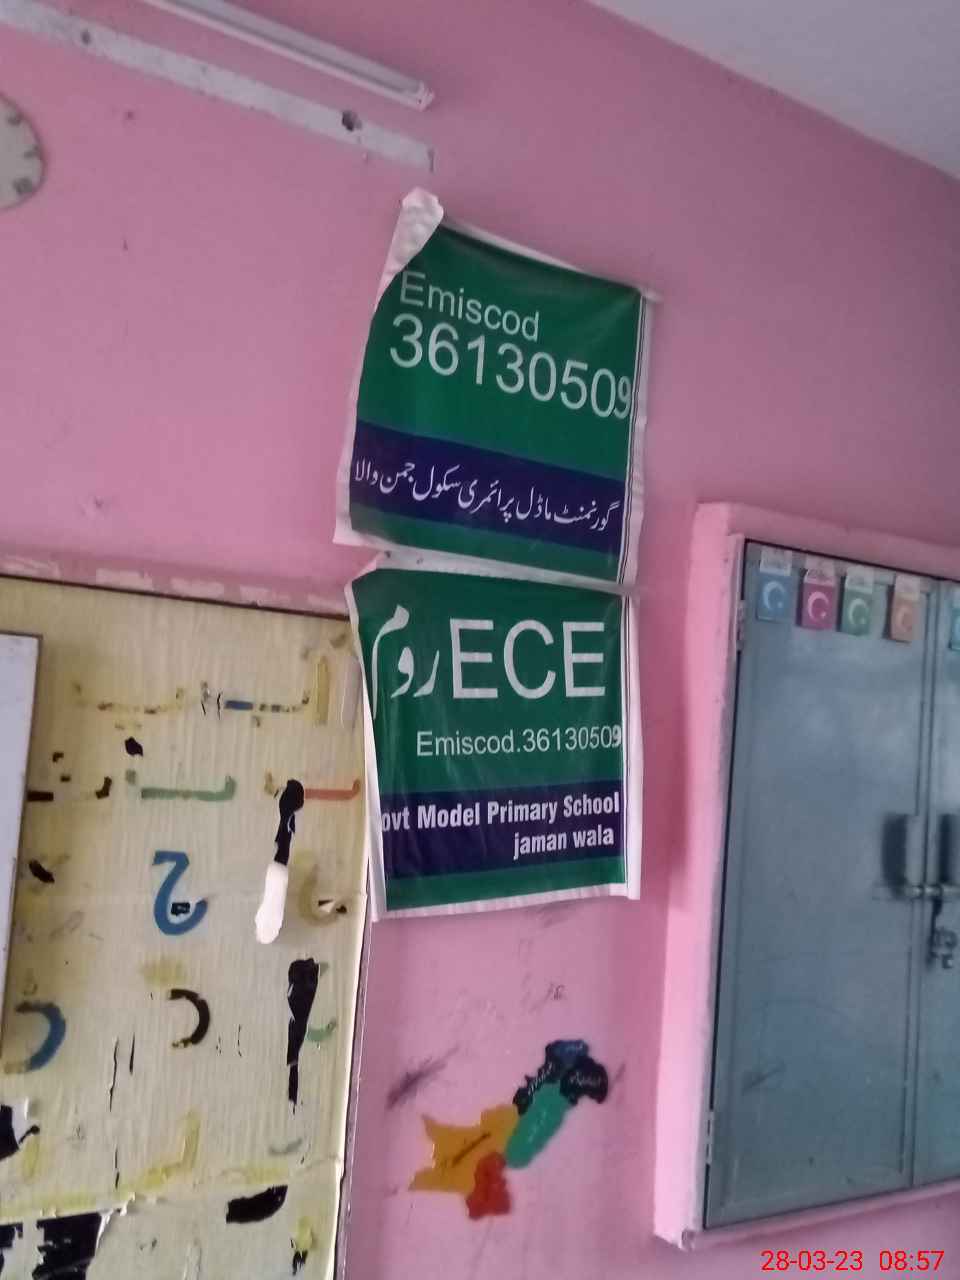 Emiscod
36130509
گورنمنٹ ماڈل پرائمری سکول جمن والا
ECE روم
Emiscod.36130509
ovt Model Primary School
jaman wala
28-03-23 08:57